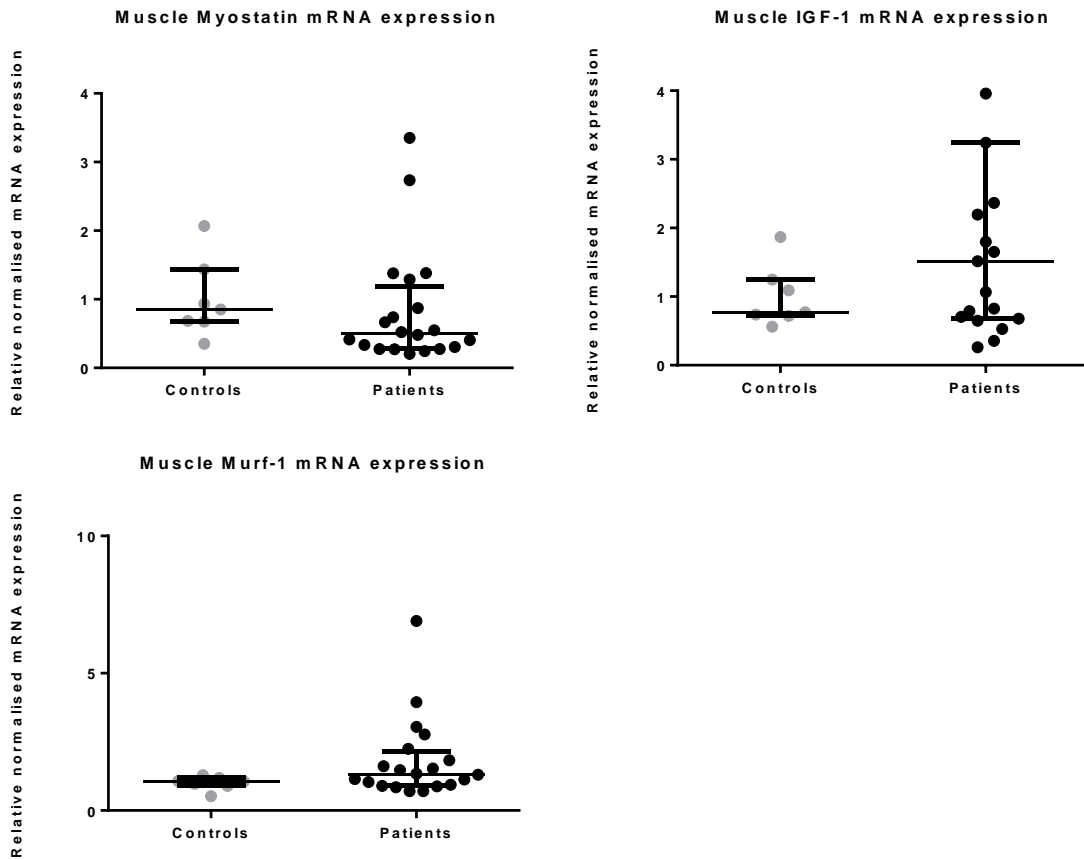 Muscle Myostatin mRNA expression
Relative normalised mRNA expression
4
3
2
1
0
Controls
Patients
Muscle IGF-1 mRNA expression
Relative normalised mRNA expression
4
3
2
1
0
Controls
Patients
Muscle Murf-1 mRNA expression
Relative normalised mRNA expression
10
5
0
Controls
Patients